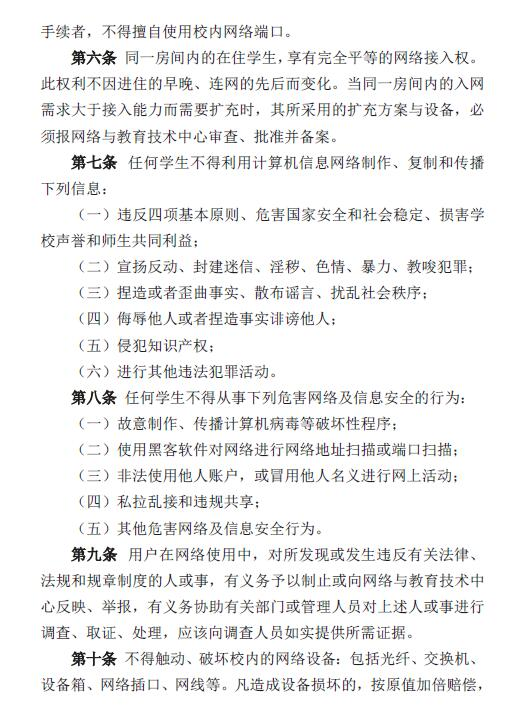 手续者，不得擅自使用校内网络端口。
第六条 同一房间内的在住学生，享有完全平等的网络接入权。
此权利不因进住的早晚、连网的先后而变化。当同一房间内的入网
需求大于接入能力而需要扩充时，其所采用的扩充方案与设备，必
须报网络与教育技术中心审查、批准并备案。
第七条 任何学生不得利用计算机信息网络制作、复制和传播
下列信息：
（一）违反四项基本原则、危害国家安全和社会稳定、损害学
校声誉和师生共同利益；
（二）宣扬反动、封建迷信、淫秽、色情、暴力、教唆犯罪；
（三）捏造或者歪曲事实、散布谣言、扰乱社会秩序；
（四）侮辱他人或者捏造事实诽谤他人；
（五）侵犯知识产权；
（六）进行其他违法犯罪活动。
第八条 任何学生不得从事下列危害网络及信息安全的行为：
（一）故意制作、传播计算机病毒等破坏性程序；
（二）使用黑客软件对网络进行网络地址扫描或端口扫描；
（三）非法使用他人账户，或冒用他人名义进行网上活动；
（四）私拉乱接和违规共享；
（五）其他危害网络及信息安全行为。
第九条 用户在网络使用中，对所发现或发生违反有关法律、
法规和规章制度的人或事，有义务予以制止或向网络与教育技术中
心反映、举报，有义务协助有关部门或管理人员对上述人或事进行
调查、取证、处理，应该向调查人员如实提供所需证据。
第十条 不得触动、破坏校内的网络设备：包括光纤、交换机、
设备箱、网络插口、网线等。凡造成设备损坏的，按原值加倍赔偿，